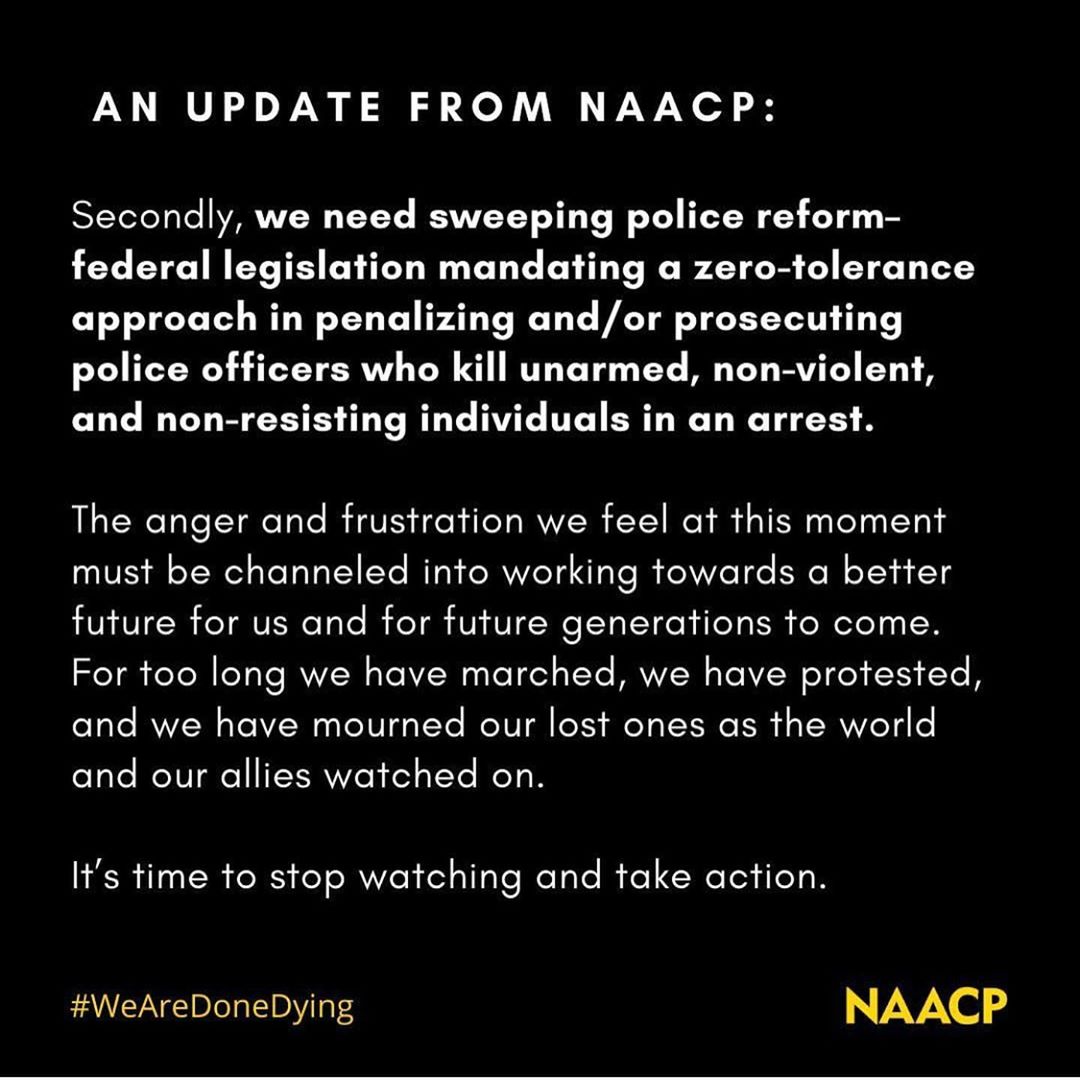 AN UPDATE FROM NAACP:
Secondly, we need sweeping police reform–
federal legislation mandating a zero-tolerance
approach in penalizing and/or prosecuting
police officers who kill unarmed, non-violent,
and non-resisting individuals in an arrest.
The anger and frustration we feel at this moment
must be channeled into working towards a better
future for us and for future generations to come.
For too long we have marched, we have protested,
and we have mourned our lost ones as the world
and our allies watched on.
It’s time to stop watching and take action.
#WeAreDoneDying
NAACP